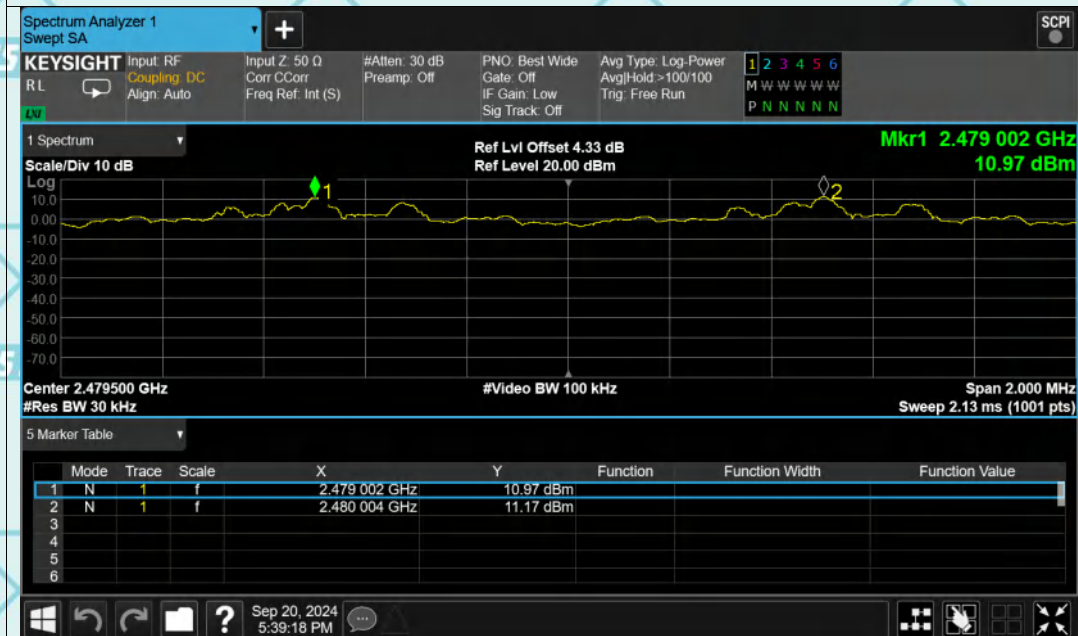 Spectrum Analyzer 1
Swept SA
+
SCPI
KEYSIGHT
RL
LXI
Input: RF
Coupling: DC
Align: Auto
Input Z: 50 Ω
Corr CCorr
Freq Ref: Int (S)
#Atten: 30 dB
Preamp: Off
PNO: Best Wide
Gate: Off
IF Gain: Low
Sig Track: Off
Avg Type: Log-Power
Avg|Hold:>100/100
Trig: Free Run
1 2 3 4 5 6
M W W W W W
P N N N N N
1 Spectrum
Scale/Div 10 dB
Ref Lvl Offset 4.33 dB
Ref Level 20.00 dBm
Mkr1 2.479 002 GHz
10.97 dBm
Log
1
2
10.0
0.00
-10.0
-20.0
-30.0
-40.0
-50.0
-60.0
-70.0
Center 2.479500 GHz
#Video BW 100 kHz
Span 2.000 MHz
#Res BW 30 kHz
Sweep 2.13 ms (1001 pts)
5 Marker Table
Mode Trace Scale X Y Function Function Width Function Value
1 N 1 f 2.479 002 GHz 10.97 dBm
2 N 1 f 2.480 004 GHz 11.17 dBm
3
4
5
6
?
Sep 20, 2024
5:39:18 PM